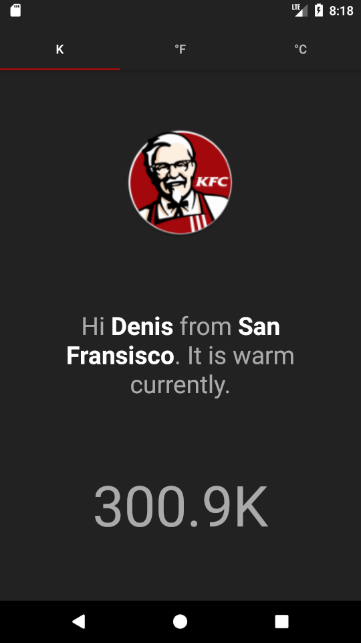 LTE 8:18
K °F °C
KFC
Hi Denis from San
Fransisco. It is warm
currently.
300.9K